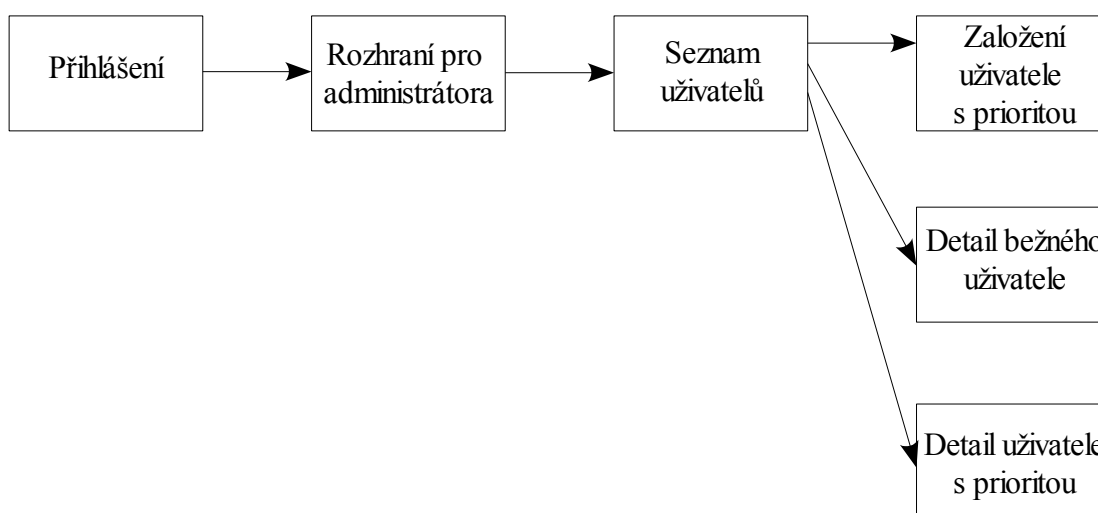 Přihlášení
Rozhraní pro
administrátora
Seznam
uživatelů
Založení
uživatele
s prioritou
Detail bežného
uživatele
Detail uživatele
s prioritou